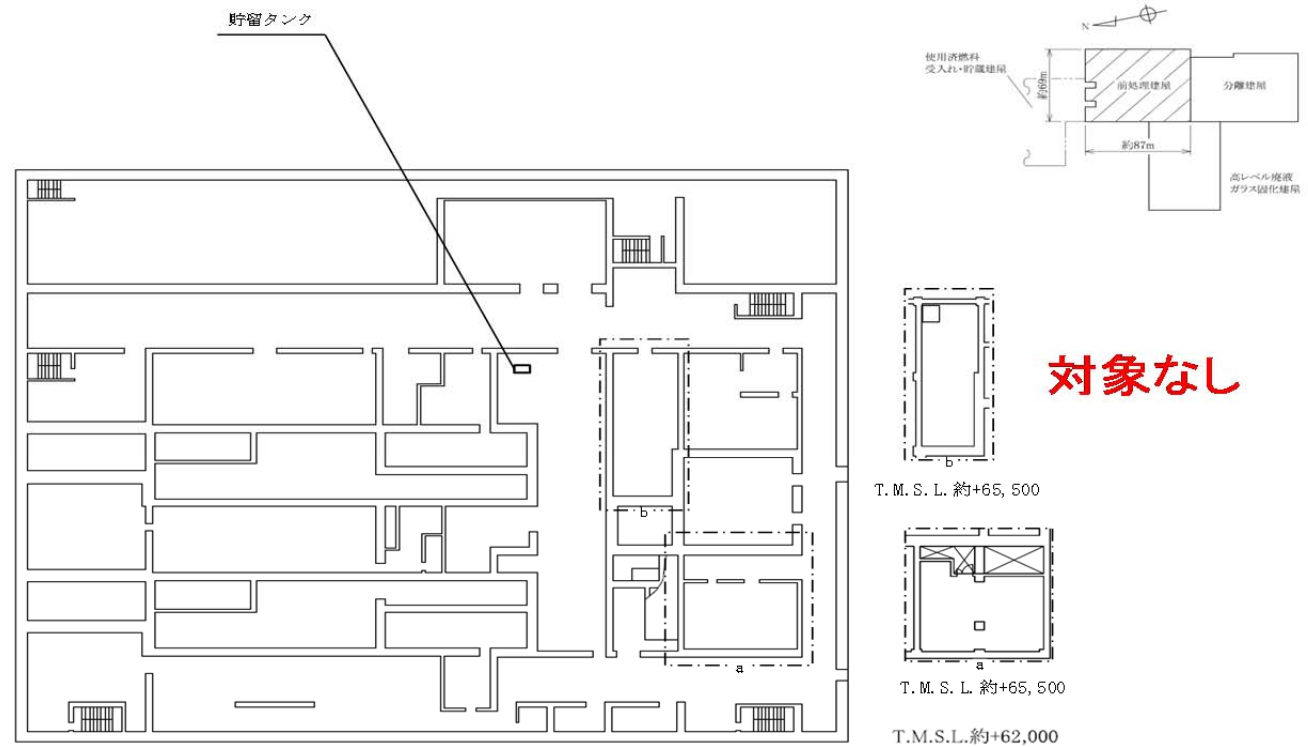 貯留タンク
N
使用済燃料
受入れ・貯蔵建屋
約69m
前処理建屋
分離建屋
約87m
高レベル廃液
ガラス固化建屋
対象なし
b
T.M.S.L.約+65,500
b
a
a
T.M.S.L.約+65,500
T.M.S.L.約+62,000